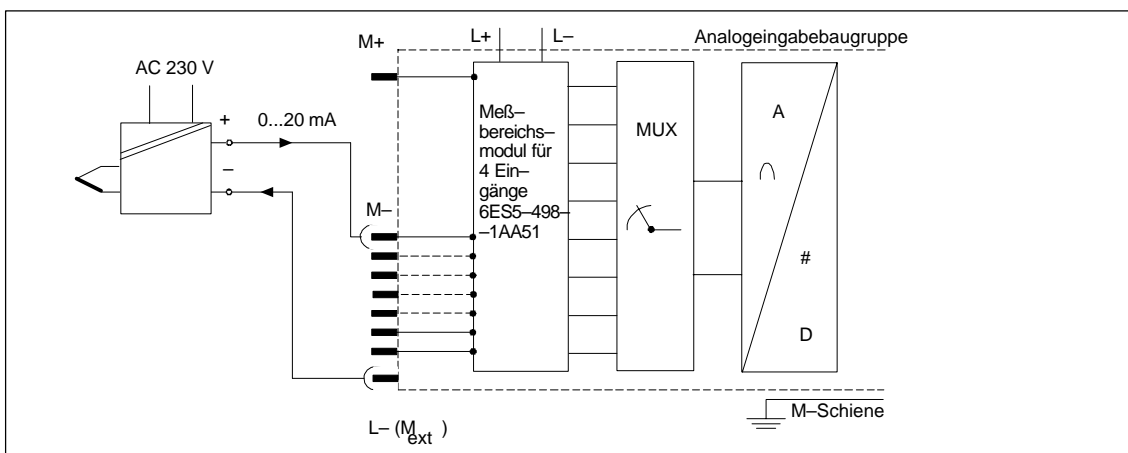 M+
L+
L–
Analogeingabebaugruppe
AC 230 V
+
0...20 mA
–
M–
Meß–
bereichs–
modul für
4 Ein–
gänge
6ES5–498–
–1AA51
MUX
A
#
D
L– (Mext )
M–Schiene